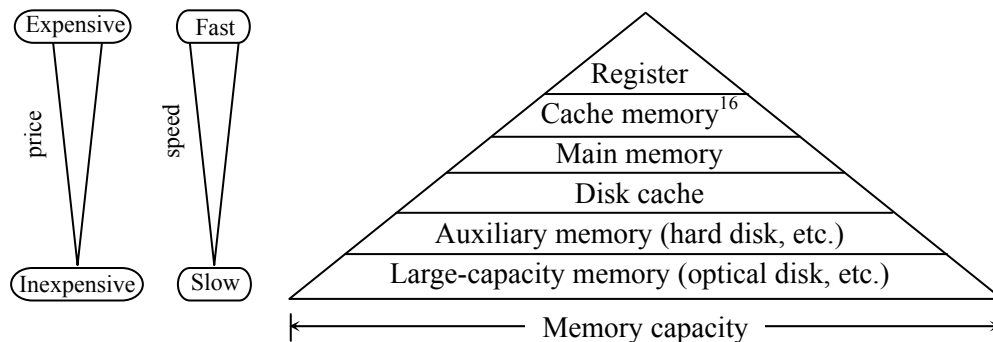 Expensive
Fast
price
speed
Inexpensive
Slow
Register
Cache memory16
Main memory
Disk cache
Auxiliary memory (hard disk, etc.)
Large-capacity memory (optical disk, etc.)
Memory capacity